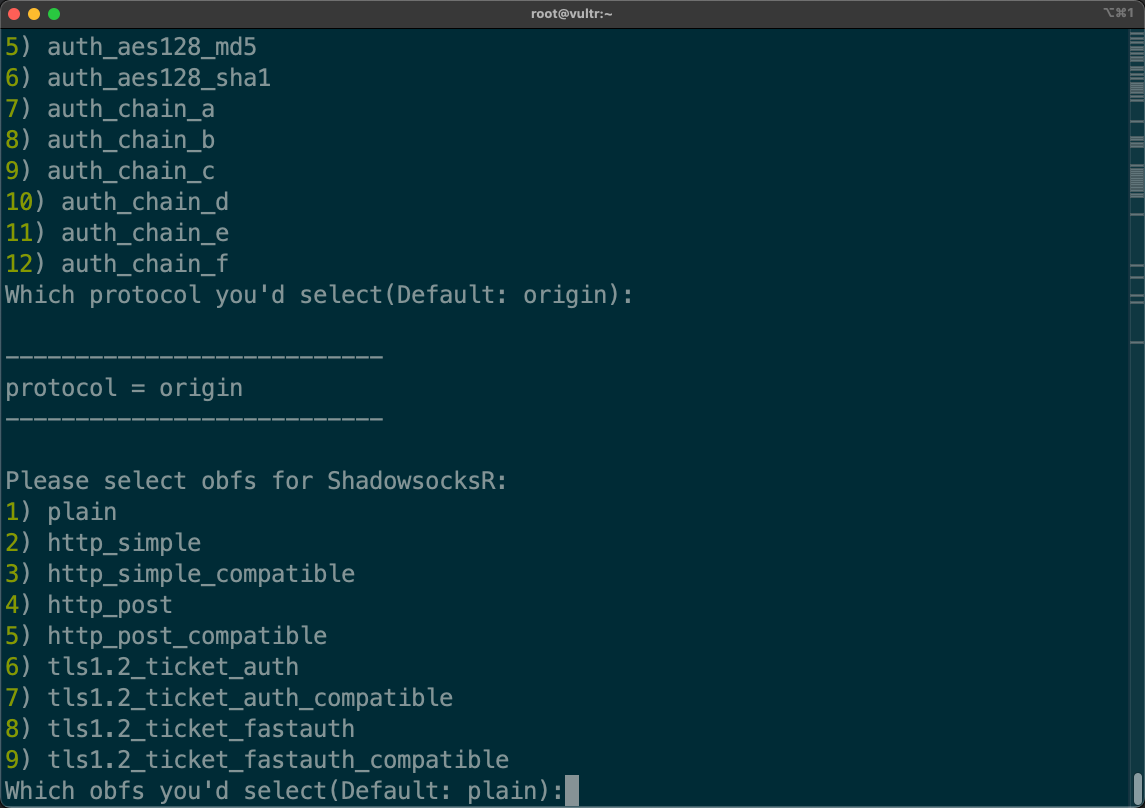 root@vultr:~
⌥⌘1
5) auth_aes128_md5
6) auth_aes128_sha1
7) auth_chain_a
8) auth_chain_b
9) auth_chain_c
10) auth_chain_d
11) auth_chain_e
12) auth_chain_f
Which protocol you'd select(Default: origin):
---------------------------
protocol = origin
---------------------------
Please select obfs for ShadowsocksR:
1) plain
2) http_simple
3) http_simple_compatible
4) http_post
5) http_post_compatible
6) tls1.2_ticket_auth
7) tls1.2_ticket_auth_compatible
8) tls1.2_ticket_fastauth
9) tls1.2_ticket_fastauth_compatible
Which obfs you'd select(Default: plain):